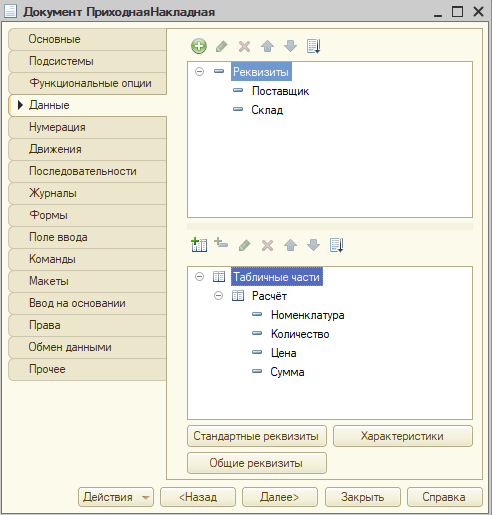 Документ ПриходнаяНакладная
Основные
Подсистемы
Функциональные опции
Данные
Нумерация
Движения
Последовательности
Журналы
Формы
Поле ввода
Команды
Макеты
Ввод на основании
Права
Обмен данными
Прочее
Реквизиты
Поставщик
Склад
Табличные части
Расчёт
Номенклатура
Количество
Цена
Сумма
Стандартные реквизиты
Характеристики
Общие реквизиты
Действия
<Назад
Далее>
Закрыть
Справка